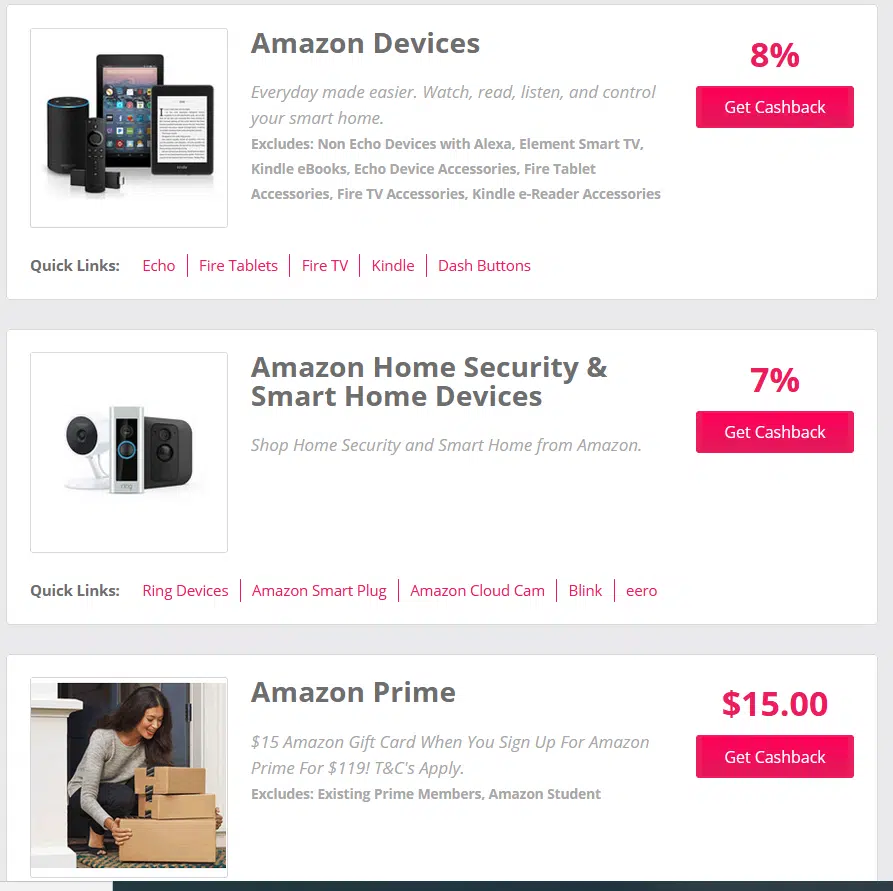 Amazon Devices
8%
Everyday made easier. Watch, read, listen, and control
your smart home.
Get Cashback
Excludes: Non Echo Devices with Alexa, Element Smart TV,
Kindle eBooks, Echo Device Accessories, Fire Tablet
Accessories, Fire TV Accessories, Kindle e-Reader Accessories
Quick Links: Echo Fire Tablets Fire TV Kindle Dash Buttons
Amazon Home Security &
Smart Home Devices
7%
Get Cashback
Shop Home Security and Smart Home from Amazon.
ring
Quick Links: Ring Devices Amazon Smart Plug Amazon Cloud Cam Blink eero
Amazon Prime
$15.00
$15 Amazon Gift Card When You Sign Up For Amazon
Prime For $119! T&C's Apply.
Get Cashback
Excludes: Existing Prime Members, Amazon Student